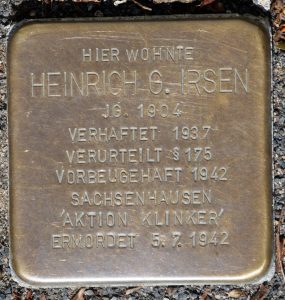 HIER WOHNTE
HEINRICH G. IRSEN
JG. 1904
VERHAFTET 1937
VERURTEILT § 175
VORBEUGEHAFT 1942
SACHSENHAUSEN
'AKTION KLINKER'
ERMORDET 5.7.1942